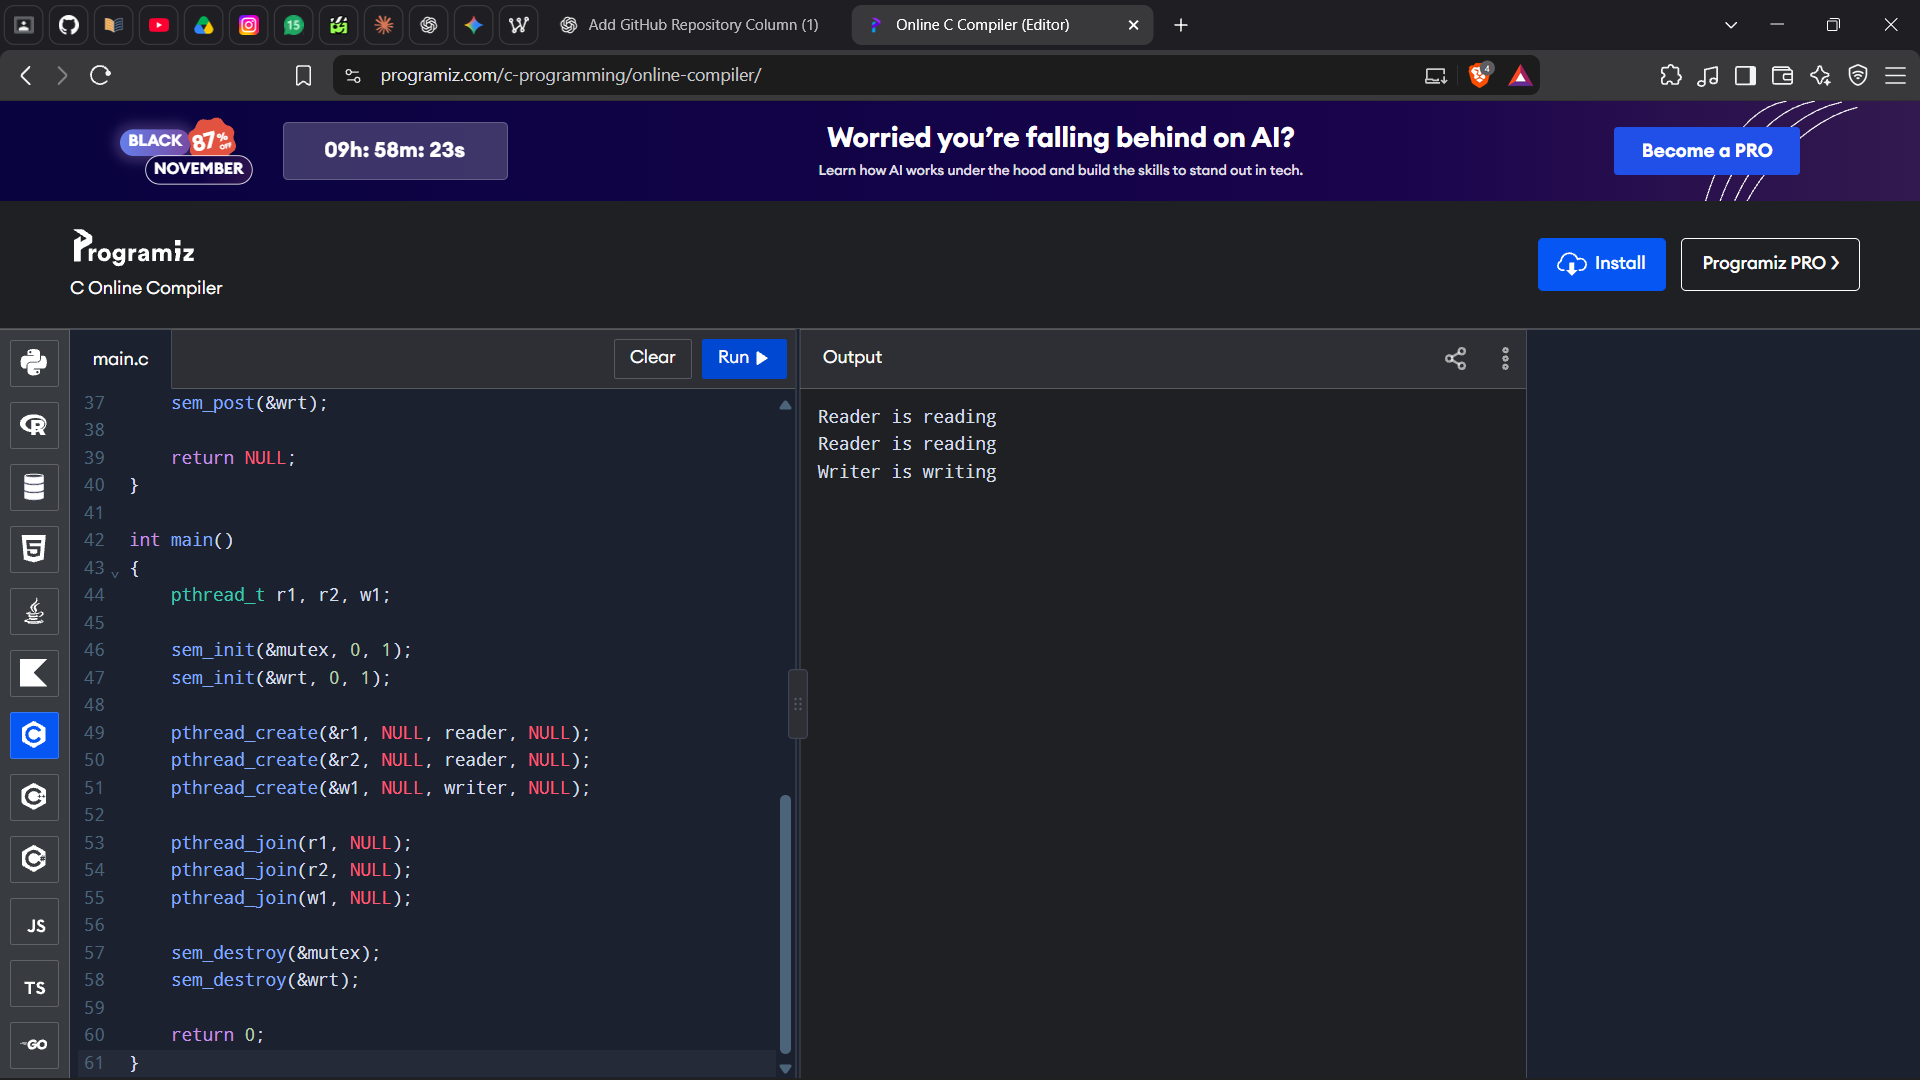 15
Add GitHub Repository Column (1)
Online C Compiler (Editor)
programiz.com/c-programming/online-compiler/
4
BLACK
87% OFF
NOVEMBER
09h: 58m: 23s
Worried you’re falling behind on AI?
Learn how AI works under the hood and build the skills to stand out in tech.
Become a PRO
Programiz
C Online Compiler
Install
Programiz PRO ❯
main.c
Clear
Run
Output
37 sem_post(&wrt);
38
39 return NULL;
40 }
41
42 int main()
43 {
44 pthread_t r1, r2, w1;
45
46 sem_init(&mutex, 0, 1);
47 sem_init(&wrt, 0, 1);
48
49 pthread_create(&r1, NULL, reader, NULL);
50 pthread_create(&r2, NULL, reader, NULL);
51 pthread_create(&w1, NULL, writer, NULL);
52
53 pthread_join(r1, NULL);
54 pthread_join(r2, NULL);
55 pthread_join(w1, NULL);
56
57 sem_destroy(&mutex);
58 sem_destroy(&wrt);
59
60 return 0;
61 }
Reader is reading
Reader is reading
Writer is writing
R
5
C
C
C
JS
TS
GO